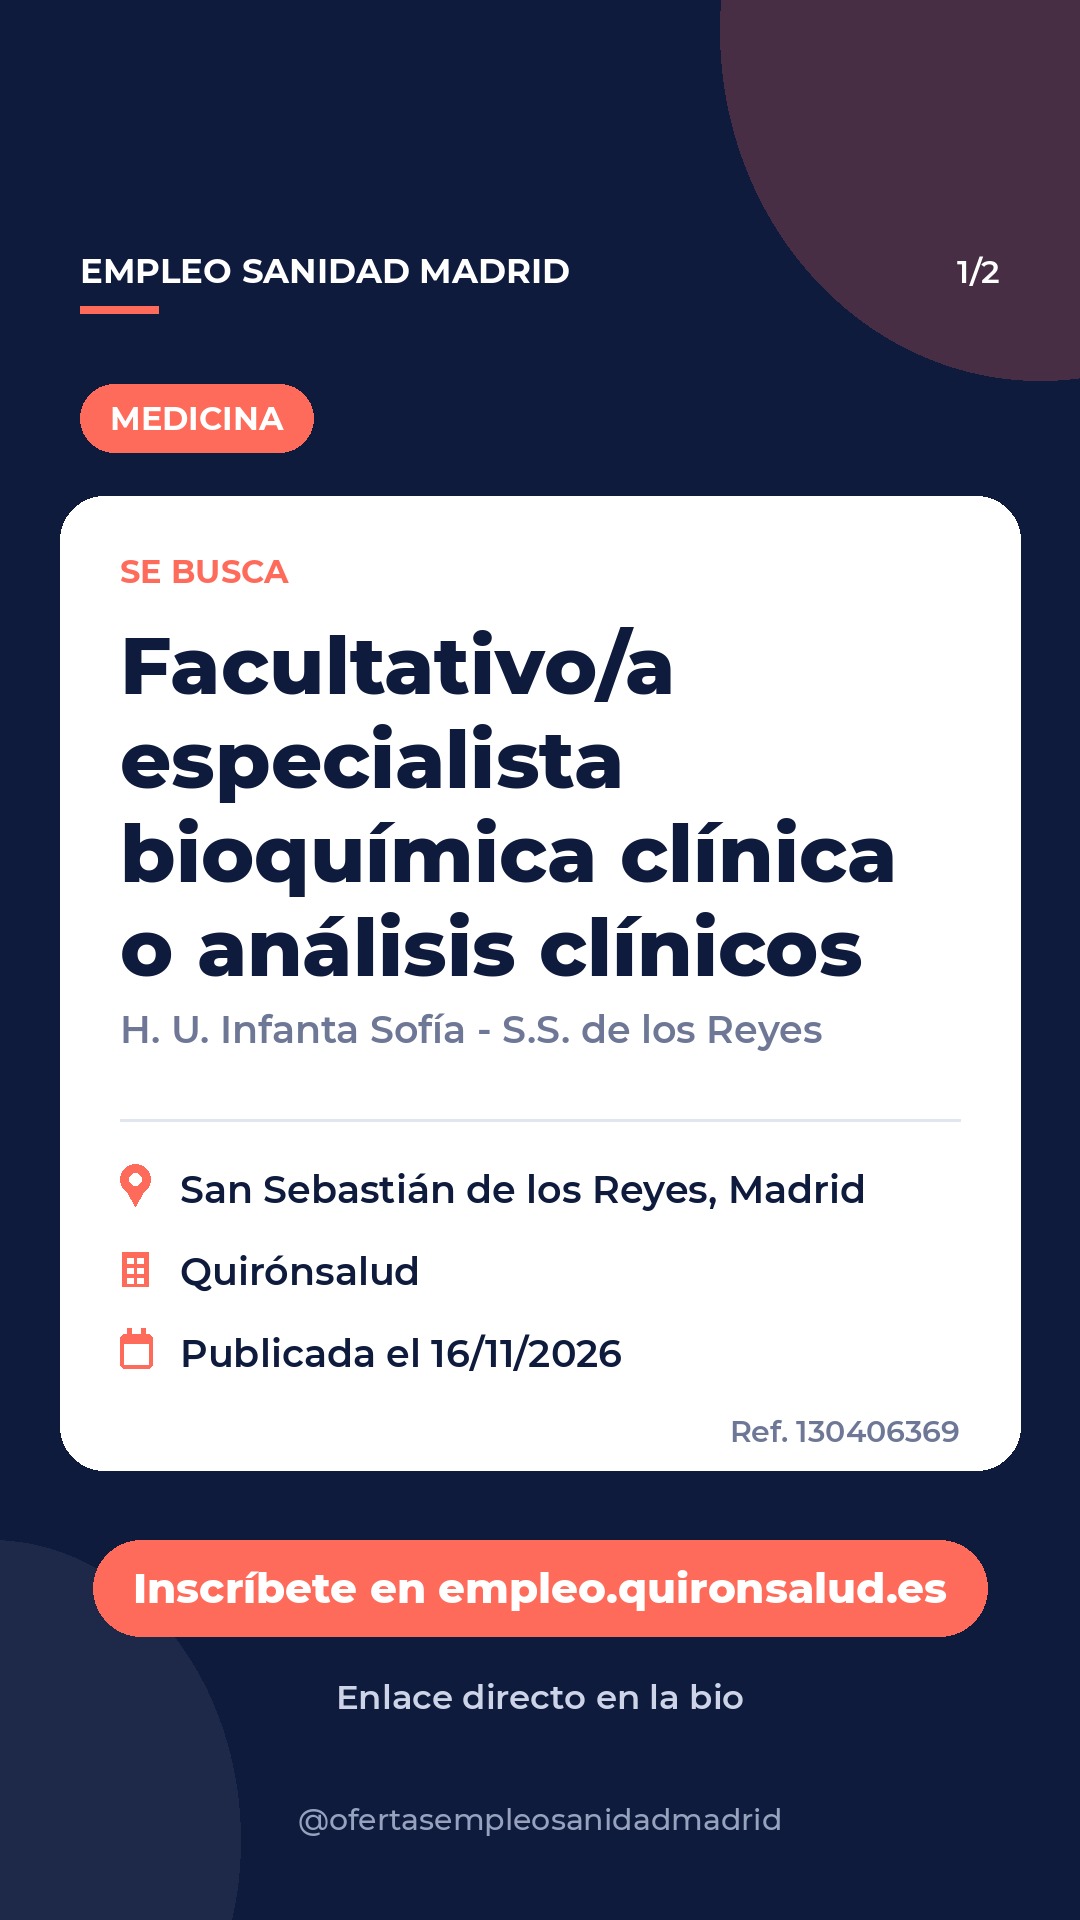 EMPLEO SANIDAD MADRID
1/2
MEDICINA
SE BUSCA
Facultativo/a
especialista
bioquímica clínica
o análisis clínicos
H. U. Infanta Sofía - S.S. de los Reyes
San Sebastián de los Reyes, Madrid
Quirónsalud
Publicada el 16/11/2026
Ref. 130406369
Inscríbete en empleo.quironsalud.es
Enlace directo en la bio
@ofertasempleosanidadmadrid